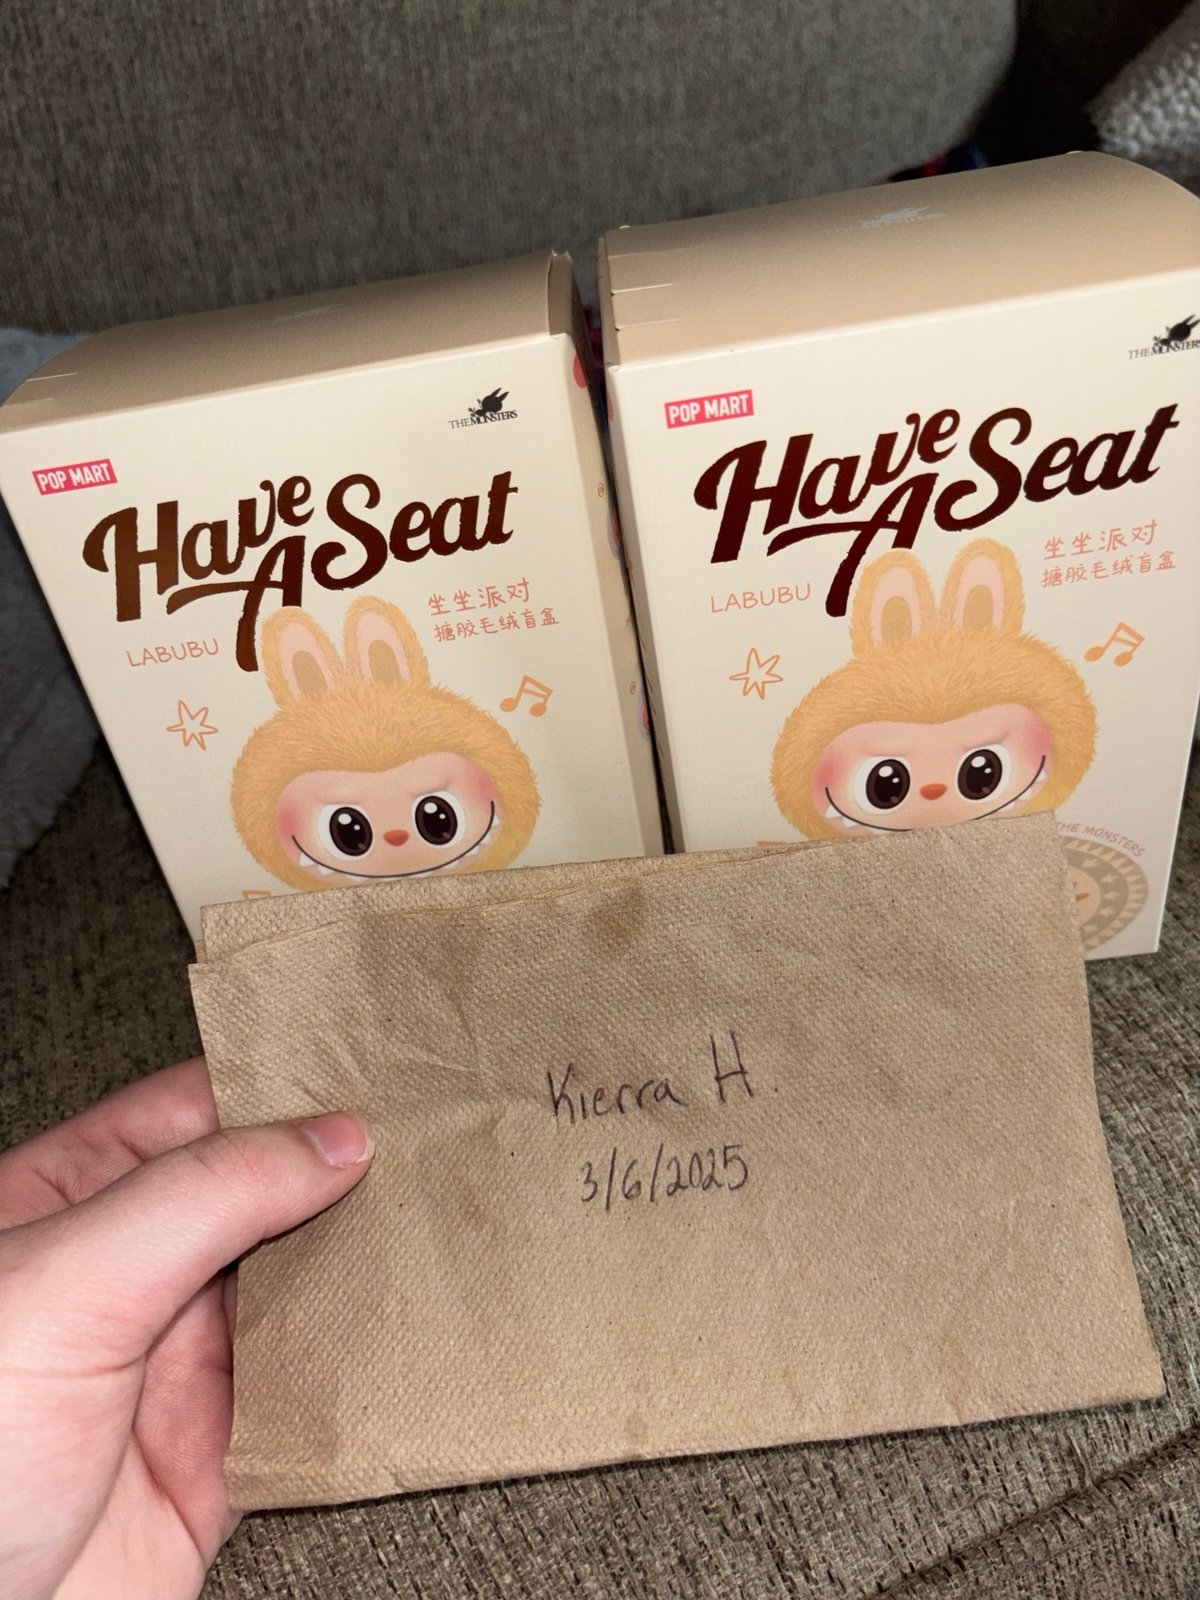 THE MONSTERS
POP MART
Have
A Seat
坐坐派对
搪胶毛绒盲盒
LABUBU
THE MONSTERS
POP MART
Have
A Seat
坐坐派对
搪胶毛绒盲盒
LABUBU
THE MONSTERS
Kierra H.
3/6/2025